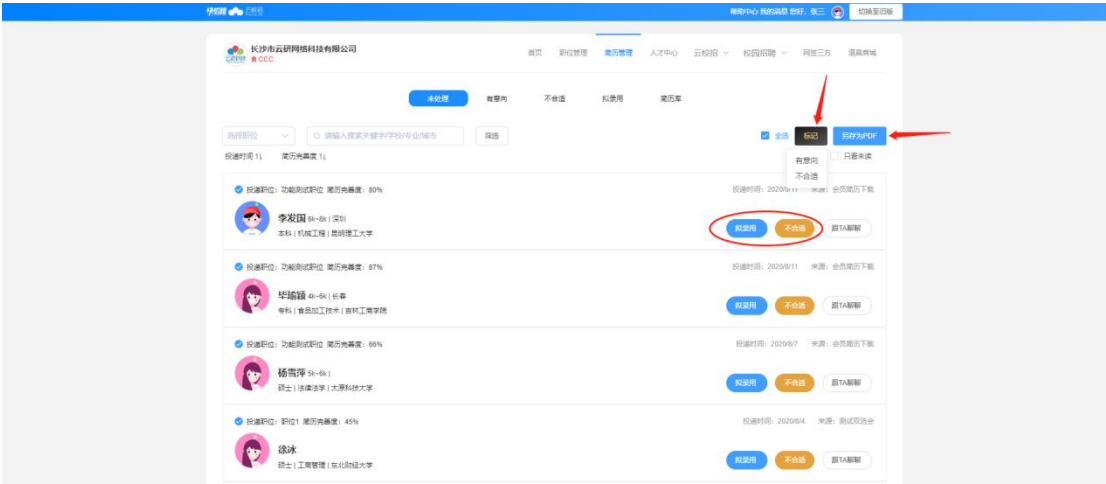 帮助中心 我的消息 您好，张三 切换至旧版
长沙市云研网络科技有限公司
CCC
首页 职位管理 简历管理 人才中心 云校招 校园招聘 网签三方 道具商城
未处理 有意向 不合适 拟录用 简历库
选择职位 请输入搜索关键字/学校/专业/城市 筛选 全选 标记 另存为PDF
投递时间 简历完善度 有意向 只看未读
不合适
投递职位：功能测试职位 简历完善度：80% 投递时间：2020/8/11 来源：会员简历下载
李发国 6k~8k | 深圳
本科 | 机械工程 | 昆明理工大学
拟录用 不合适 跟TA聊聊
投递职位：功能测试职位 简历完善度：87% 投递时间：2020/8/11 来源：会员简历下载
毕瑜颖 4k~6k | 长春
专科 | 食品加工技术 | 吉林工商学院
拟录用 不合适 跟TA聊聊
投递职位：功能测试职位 简历完善度：66% 投递时间：2020/8/7 来源：会员简历下载
杨雪萍 5k~6k |
硕士 | 法律法学 | 太原科技大学
拟录用 不合适 跟TA聊聊
投递职位：职位1 简历完善度：45% 投递时间：2020/8/4 来源：测试双选会
徐冰
硕士 | 工商管理 | 东北财经大学
拟录用 不合适 跟TA聊聊